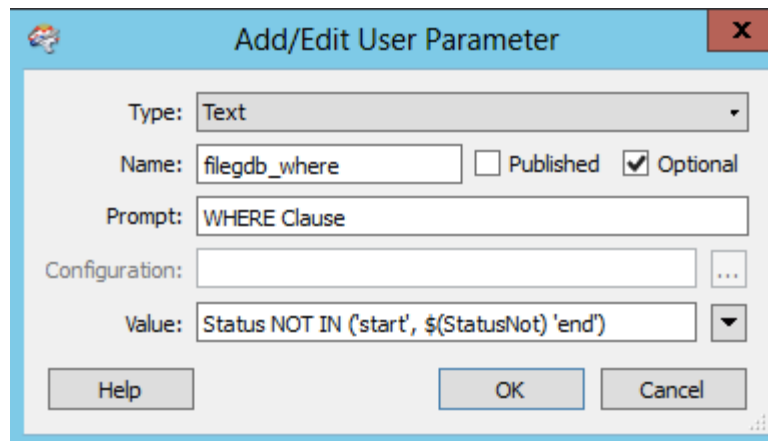 Add/Edit User Parameter
x
Type: Text
Name: filegdb_where Published Optional
Prompt: WHERE Clause
Configuration: ...
Value: Status NOT IN ('start', $(StatusNot) 'end')
Help OK Cancel